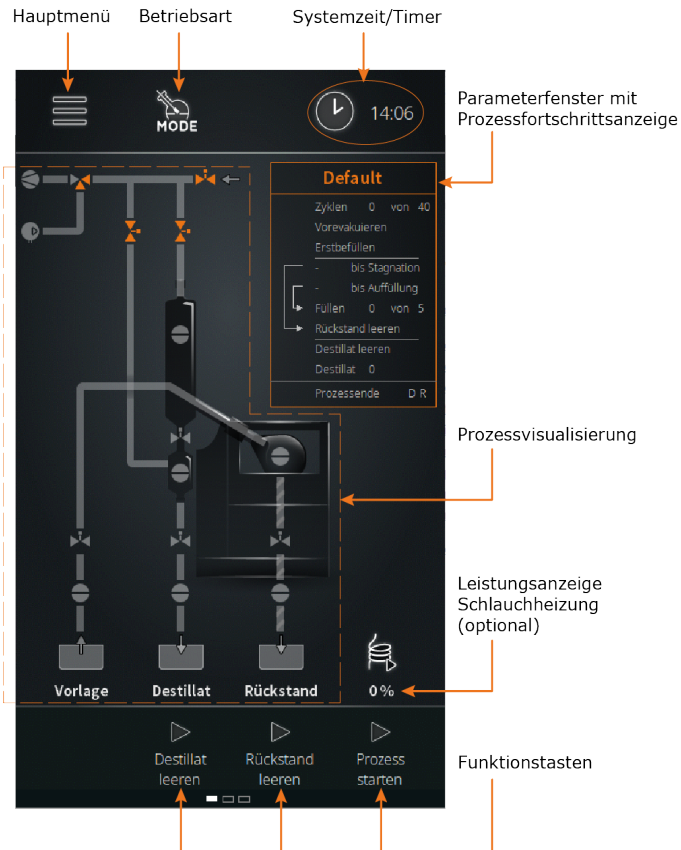 Hauptmenü
Betriebsart
Systemzeit/Timer
MODE
14:06
Parameterfenster mit
Prozessfortschrittsanzeige
Default
Zyklen 0 von 40
Vorevakuieren
Erstbefüllen
- bis Stagnation
- bis Auffüllung
Füllen 0 von 5
Rückstand leeren
Destillat leeren
Destillat 0
Prozessende D R
Prozessvisualisierung
Leistungsanzeige
Schlauchheizung
(optional)
Vorlage
Destillat
Rückstand
0%
Destillat
leeren
Rückstand
leeren
Prozess
starten
Funktionstasten